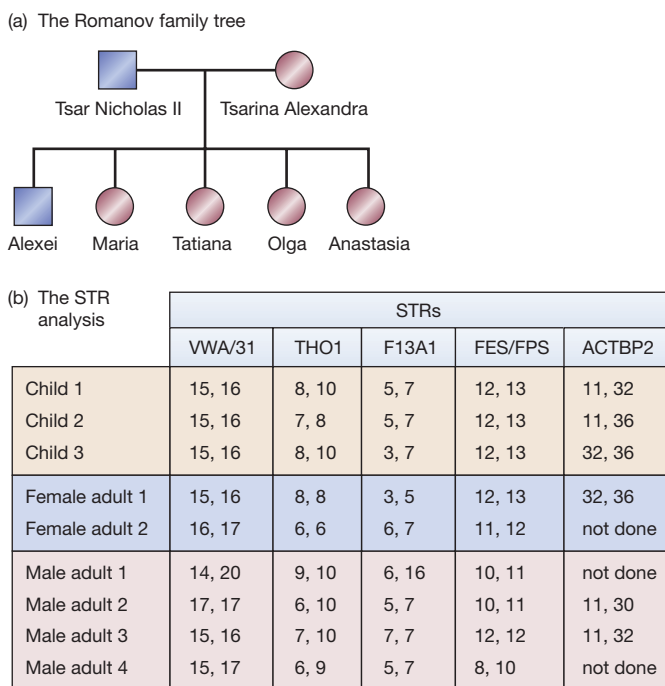 (a) The Romanov family tree
Tsar Nicholas II Tsarina Alexandra
Alexei Maria Tatiana Olga Anastasia
(b) The STR
analysis
STRs
VWA/31 THO1 F13A1 FES/FPS ACTBP2
Child 1 15, 16 8, 10 5, 7 12, 13 11, 32
Child 2 15, 16 7, 8 5, 7 12, 13 11, 36
Child 3 15, 16 8, 10 3, 7 12, 13 32, 36
Female adult 1 15, 16 8, 8 3, 5 12, 13 32, 36
Female adult 2 16, 17 6, 6 6, 7 11, 12 not done
Male adult 1 14, 20 9, 10 6, 16 10, 11 not done
Male adult 2 17, 17 6, 10 5, 7 10, 11 11, 30
Male adult 3 15, 16 7, 10 7, 7 12, 12 11, 32
Male adult 4 15, 17 6, 9 5, 7 8, 10 not done